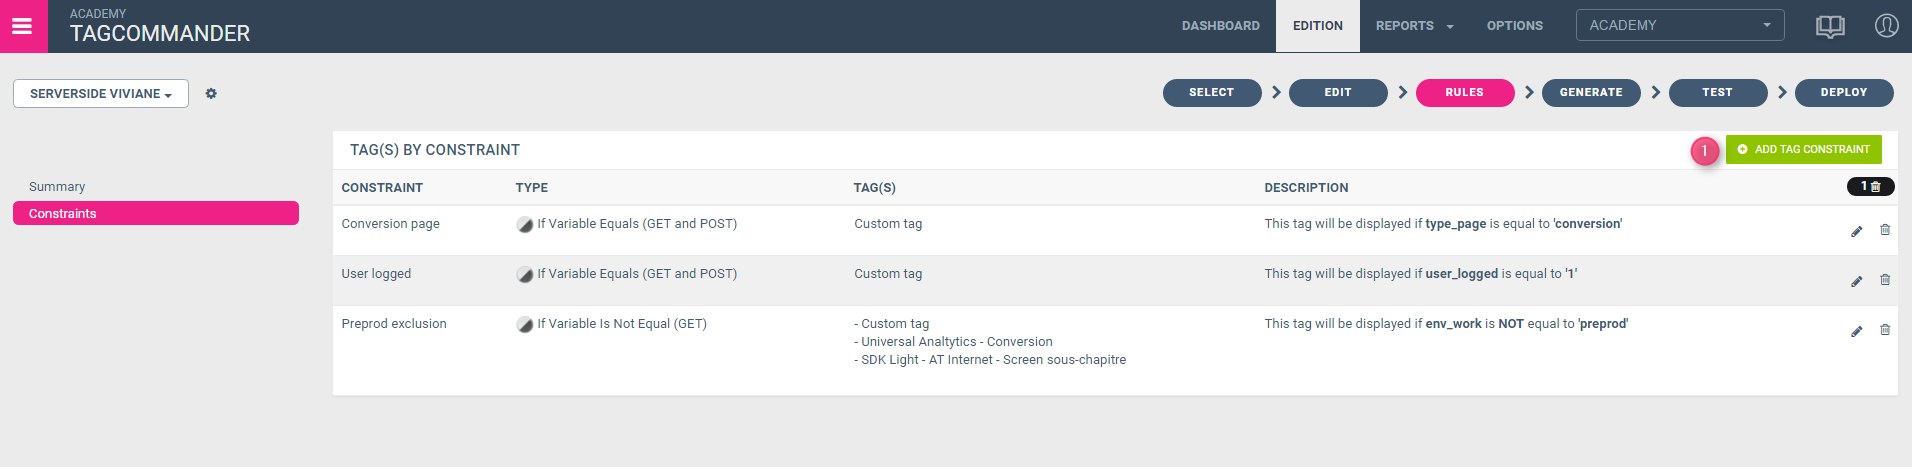 ACADEMY
TAGCOMMANDER
DASHBOARD EDITION REPORTS OPTIONS ACADEMY
SERVERSIDE VIVIANE
SELECT EDIT RULES GENERATE TEST DEPLOY
Summary
Constraints
TAG(S) BY CONSTRAINT
1 ADD TAG CONSTRAINT
CONSTRAINT TYPE TAG(S) DESCRIPTION 1
Conversion page If Variable Equals (GET and POST) Custom tag This tag will be displayed if type_page is equal to 'conversion'
User logged If Variable Equals (GET and POST) Custom tag This tag will be displayed if user_logged is equal to '1'
Preprod exclusion If Variable Is Not Equal (GET) - Custom tag This tag will be displayed if env_work is NOT equal to 'preprod'
- Universal Analtytics - Conversion
- SDK Light - AT Internet - Screen sous-chapitre